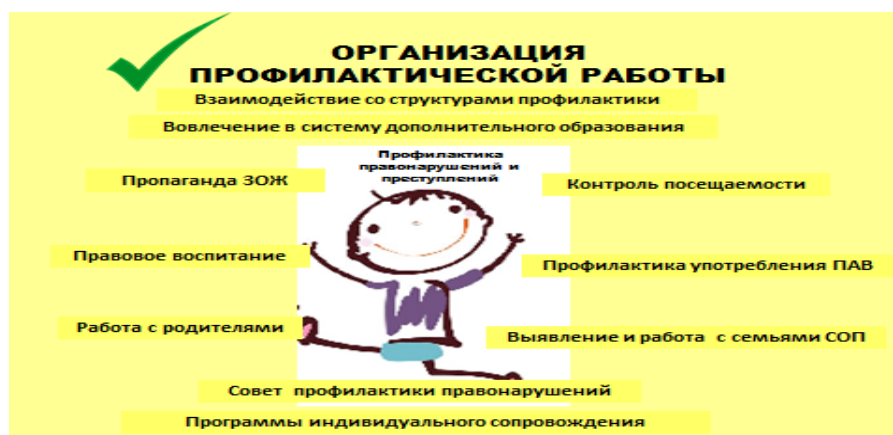 ОРГАНИЗАЦИЯ
ПРОФИЛАКТИЧЕСКОЙ РАБОТЫ
Взаимодействие со структурами профилактики
Вовлечение в систему дополнительного образования
Профилактика
правонарушений и
преступлений
Пропаганда ЗОЖ
Контроль посещаемости
Правовое воспитание
Профилактика употребления ПАВ
Работа с родителями
Выявление и работа с семьями СОП
Совет профилактики правонарушений
Программы индивидуального сопровождения